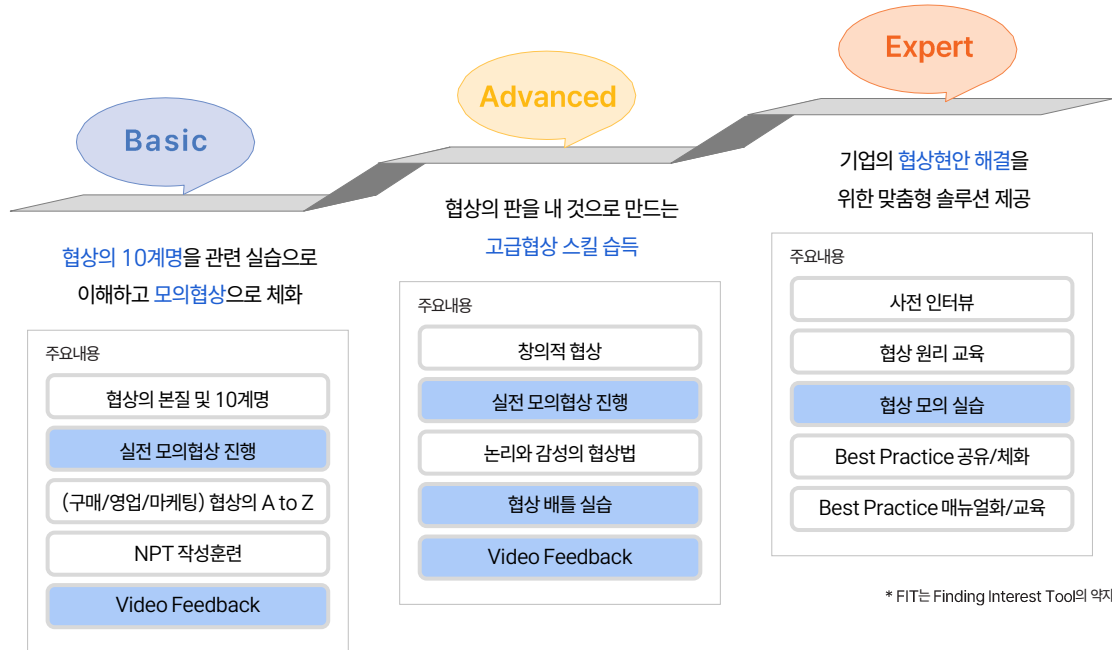 Basic
협상의 10계명을 관련 실습으로
이해하고 모의협상으로 체화
주요내용
협상의 본질 및 10계명
실전 모의협상 진행
(구매/영업/마케팅) 협상의 A to Z
NPT 작성훈련
Video Feedback
Advanced
협상의 판을 내 것으로 만드는
고급협상 스킬 습득
주요내용
창의적 협상
실전 모의협상 진행
논리와 감성의 협상법
협상 배틀 실습
Video Feedback
Expert
기업의 협상현안 해결을
위한 맞춤형 솔루션 제공
주요내용
사전 인터뷰
협상 원리 교육
협상 모의 실습
Best Practice 공유/체화
Best Practice 매뉴얼화/교육
* FIT는 Finding Interest Tool의 약자